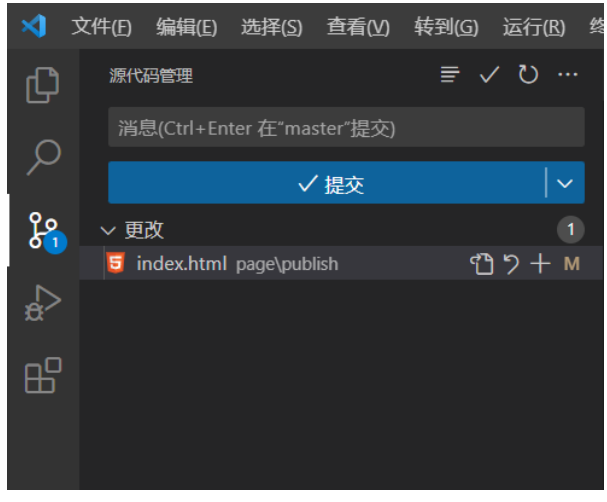 文件(F) 编辑(E) 选择(S) 查看(V) 转到(G) 运行(R) 终
源代码管理
消息(Ctrl+Enter 在“master”提交)
提交
更改 1
index.html page\publish M
1